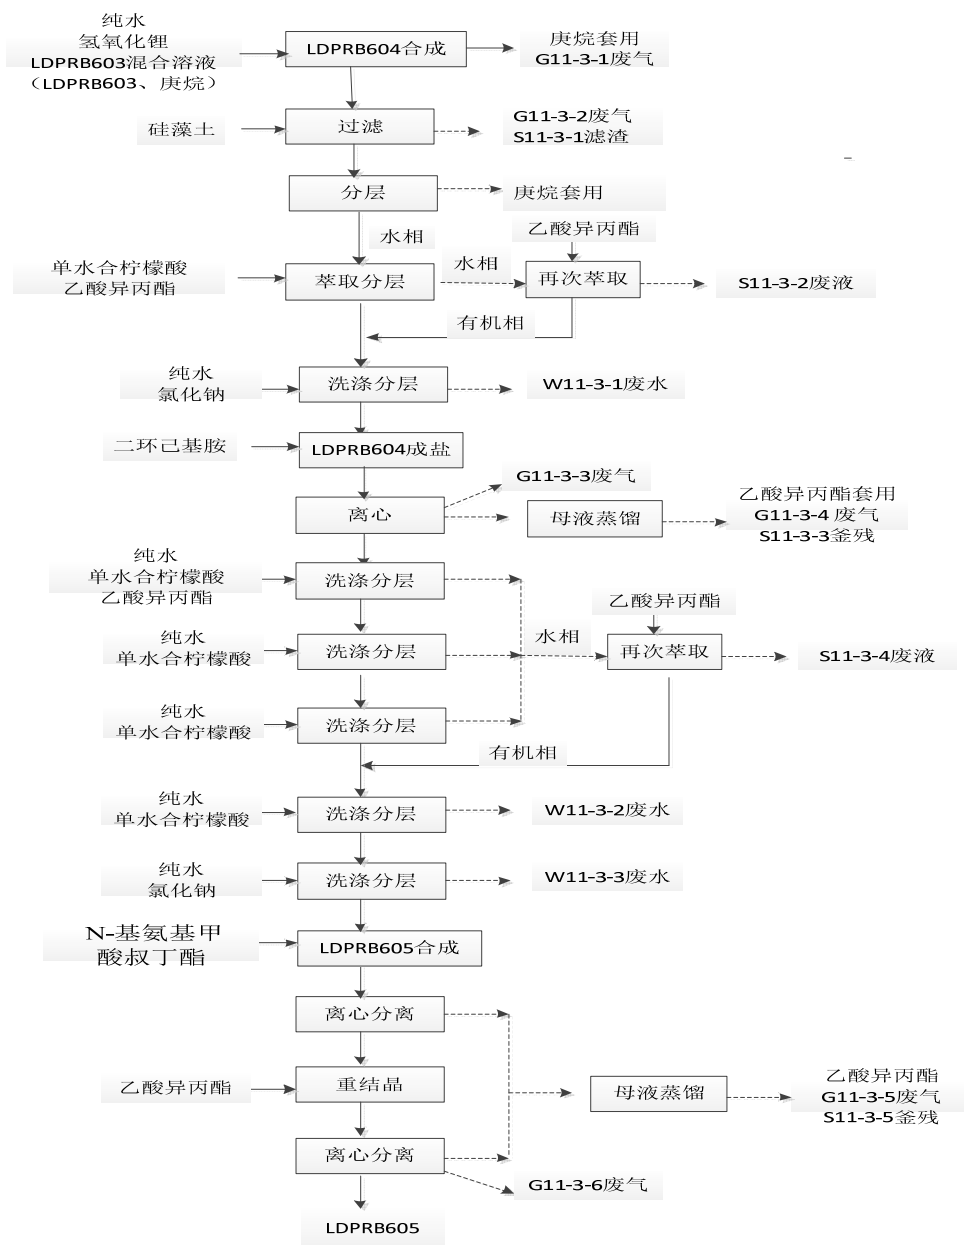 纯水
氢氧化锂
LDPRB603混合溶液
（LDPRB603、庚烷）
LDPRB604合成
庚烷套用
G11-3-1废气
硅藻土
过滤
G11-3-2废气
S11-3-1滤渣
分层
庚烷套用
水相
乙酸异丙酯
单水合柠檬酸
乙酸异丙酯
萃取分层
水相
再次萃取
S11-3-2废液
有机相
纯水
氯化钠
洗涤分层
W11-3-1废水
二环己基胺
LDPRB604成盐
G11-3-3废气
离心
母液蒸馏
乙酸异丙酯套用
G11-3-4 废气
S11-3-3釜残
纯水
单水合柠檬酸
乙酸异丙酯
洗涤分层
乙酸异丙酯
纯水
单水合柠檬酸
洗涤分层
水相
再次萃取
S11-3-4废液
纯水
单水合柠檬酸
洗涤分层
有机相
纯水
单水合柠檬酸
洗涤分层
W11-3-2废水
纯水
氯化钠
洗涤分层
W11-3-3废水
N-基氨基甲
酸叔丁酯
LDPRB605合成
离心分离
乙酸异丙酯
重结晶
母液蒸馏
乙酸异丙酯
G11-3-5废气
S11-3-5釜残
离心分离
G11-3-6废气
LDPRB605